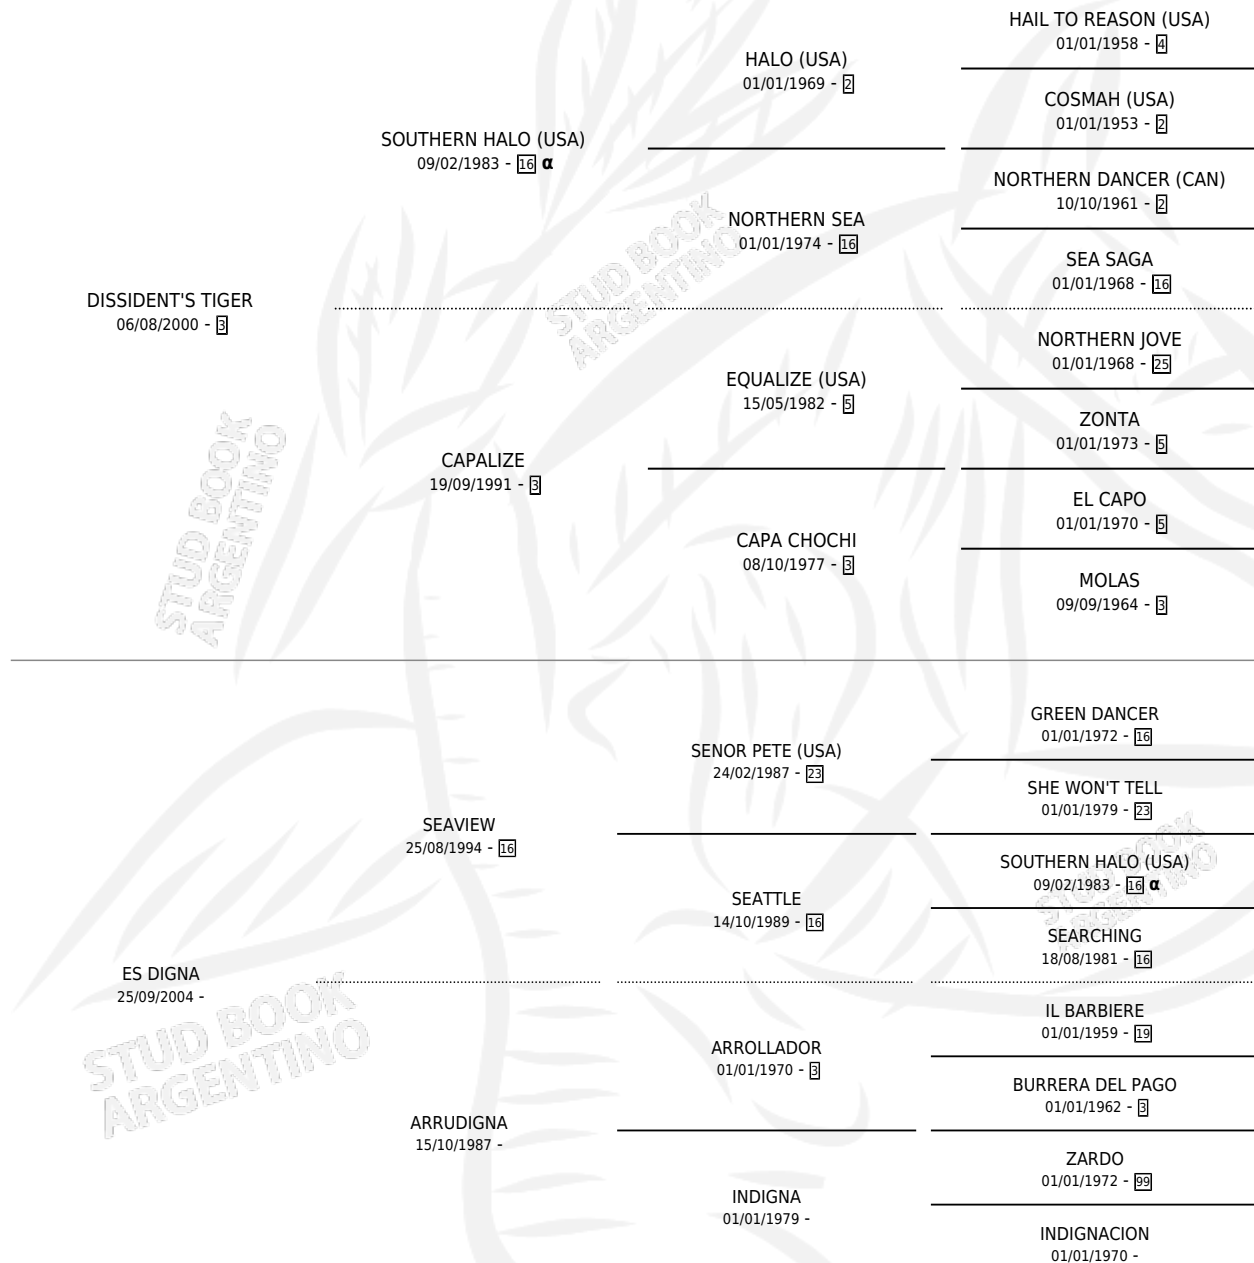 HAIL TO REASON (USA)
01/01/1958 - 4
HALO (USA)
01/01/1969 - 2
COSMAH (USA)
01/01/1953 - 2
SOUTHERN HALO (USA)
09/02/1983 - 16 α
NORTHERN DANCER (CAN)
10/10/1961 - 2
NORTHERN SEA
01/01/1974 - 16
SEA SAGA
01/01/1968 - 16
STUD BOOK
ARGENTINO
DISSIDENT'S TIGER
06/08/2000 - 3
NORTHERN JOVE
01/01/1968 - 25
EQUALIZE (USA)
15/05/1982 - 5
ZONTA
01/01/1973 - 5
CAPALIZE
19/09/1991 - 3
EL CAPO
01/01/1970 - 5
CAPA CHOCHI
08/10/1977 - 3
MOLAS
09/09/1964 - 3
STUD BOOK
ARGENTINO
GREEN DANCER
01/01/1972 - 16
SENOR PETE (USA)
24/02/1987 - 23
SHE WON'T TELL
01/01/1979 - 23
SEAVIEW
25/08/1994 - 16
SOUTHERN HALO (USA)
09/02/1983 - 16 α
SEATTLE
14/10/1989 - 16
SEARCHING
18/08/1981 - 16
STUD BOOK
ARGENTINO
ES DIGNA
25/09/2004 -
IL BARBIERE
01/01/1959 - 19
ARROLLADOR
01/01/1970 - 3
BURRERA DEL PAGO
01/01/1962 - 3
ARRUDIGNA
15/10/1987 -
ZARDO
01/01/1972 - 99
INDIGNA
01/01/1979 -
INDIGNACION
01/01/1970 -
STUD BOOK
ARGENTINO